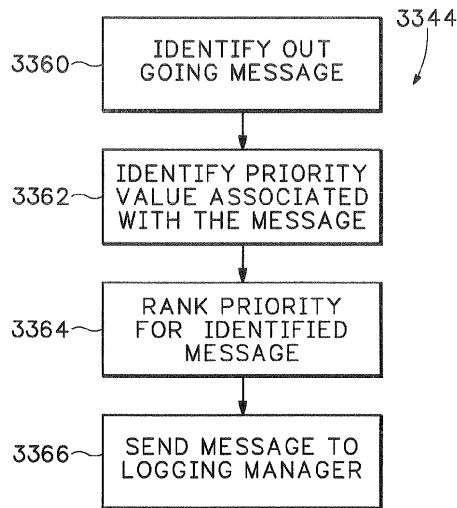 3344
3360
IDENTIFY OUT
GOING MESSAGE
3362
IDENTIFY PRIORITY
VALUE ASSOCIATED
WITH THE MESSAGE
3364
RANK PRIORITY
FOR IDENTIFIED
MESSAGE
3366
SEND MESSAGE TO
LOGGING MANAGER